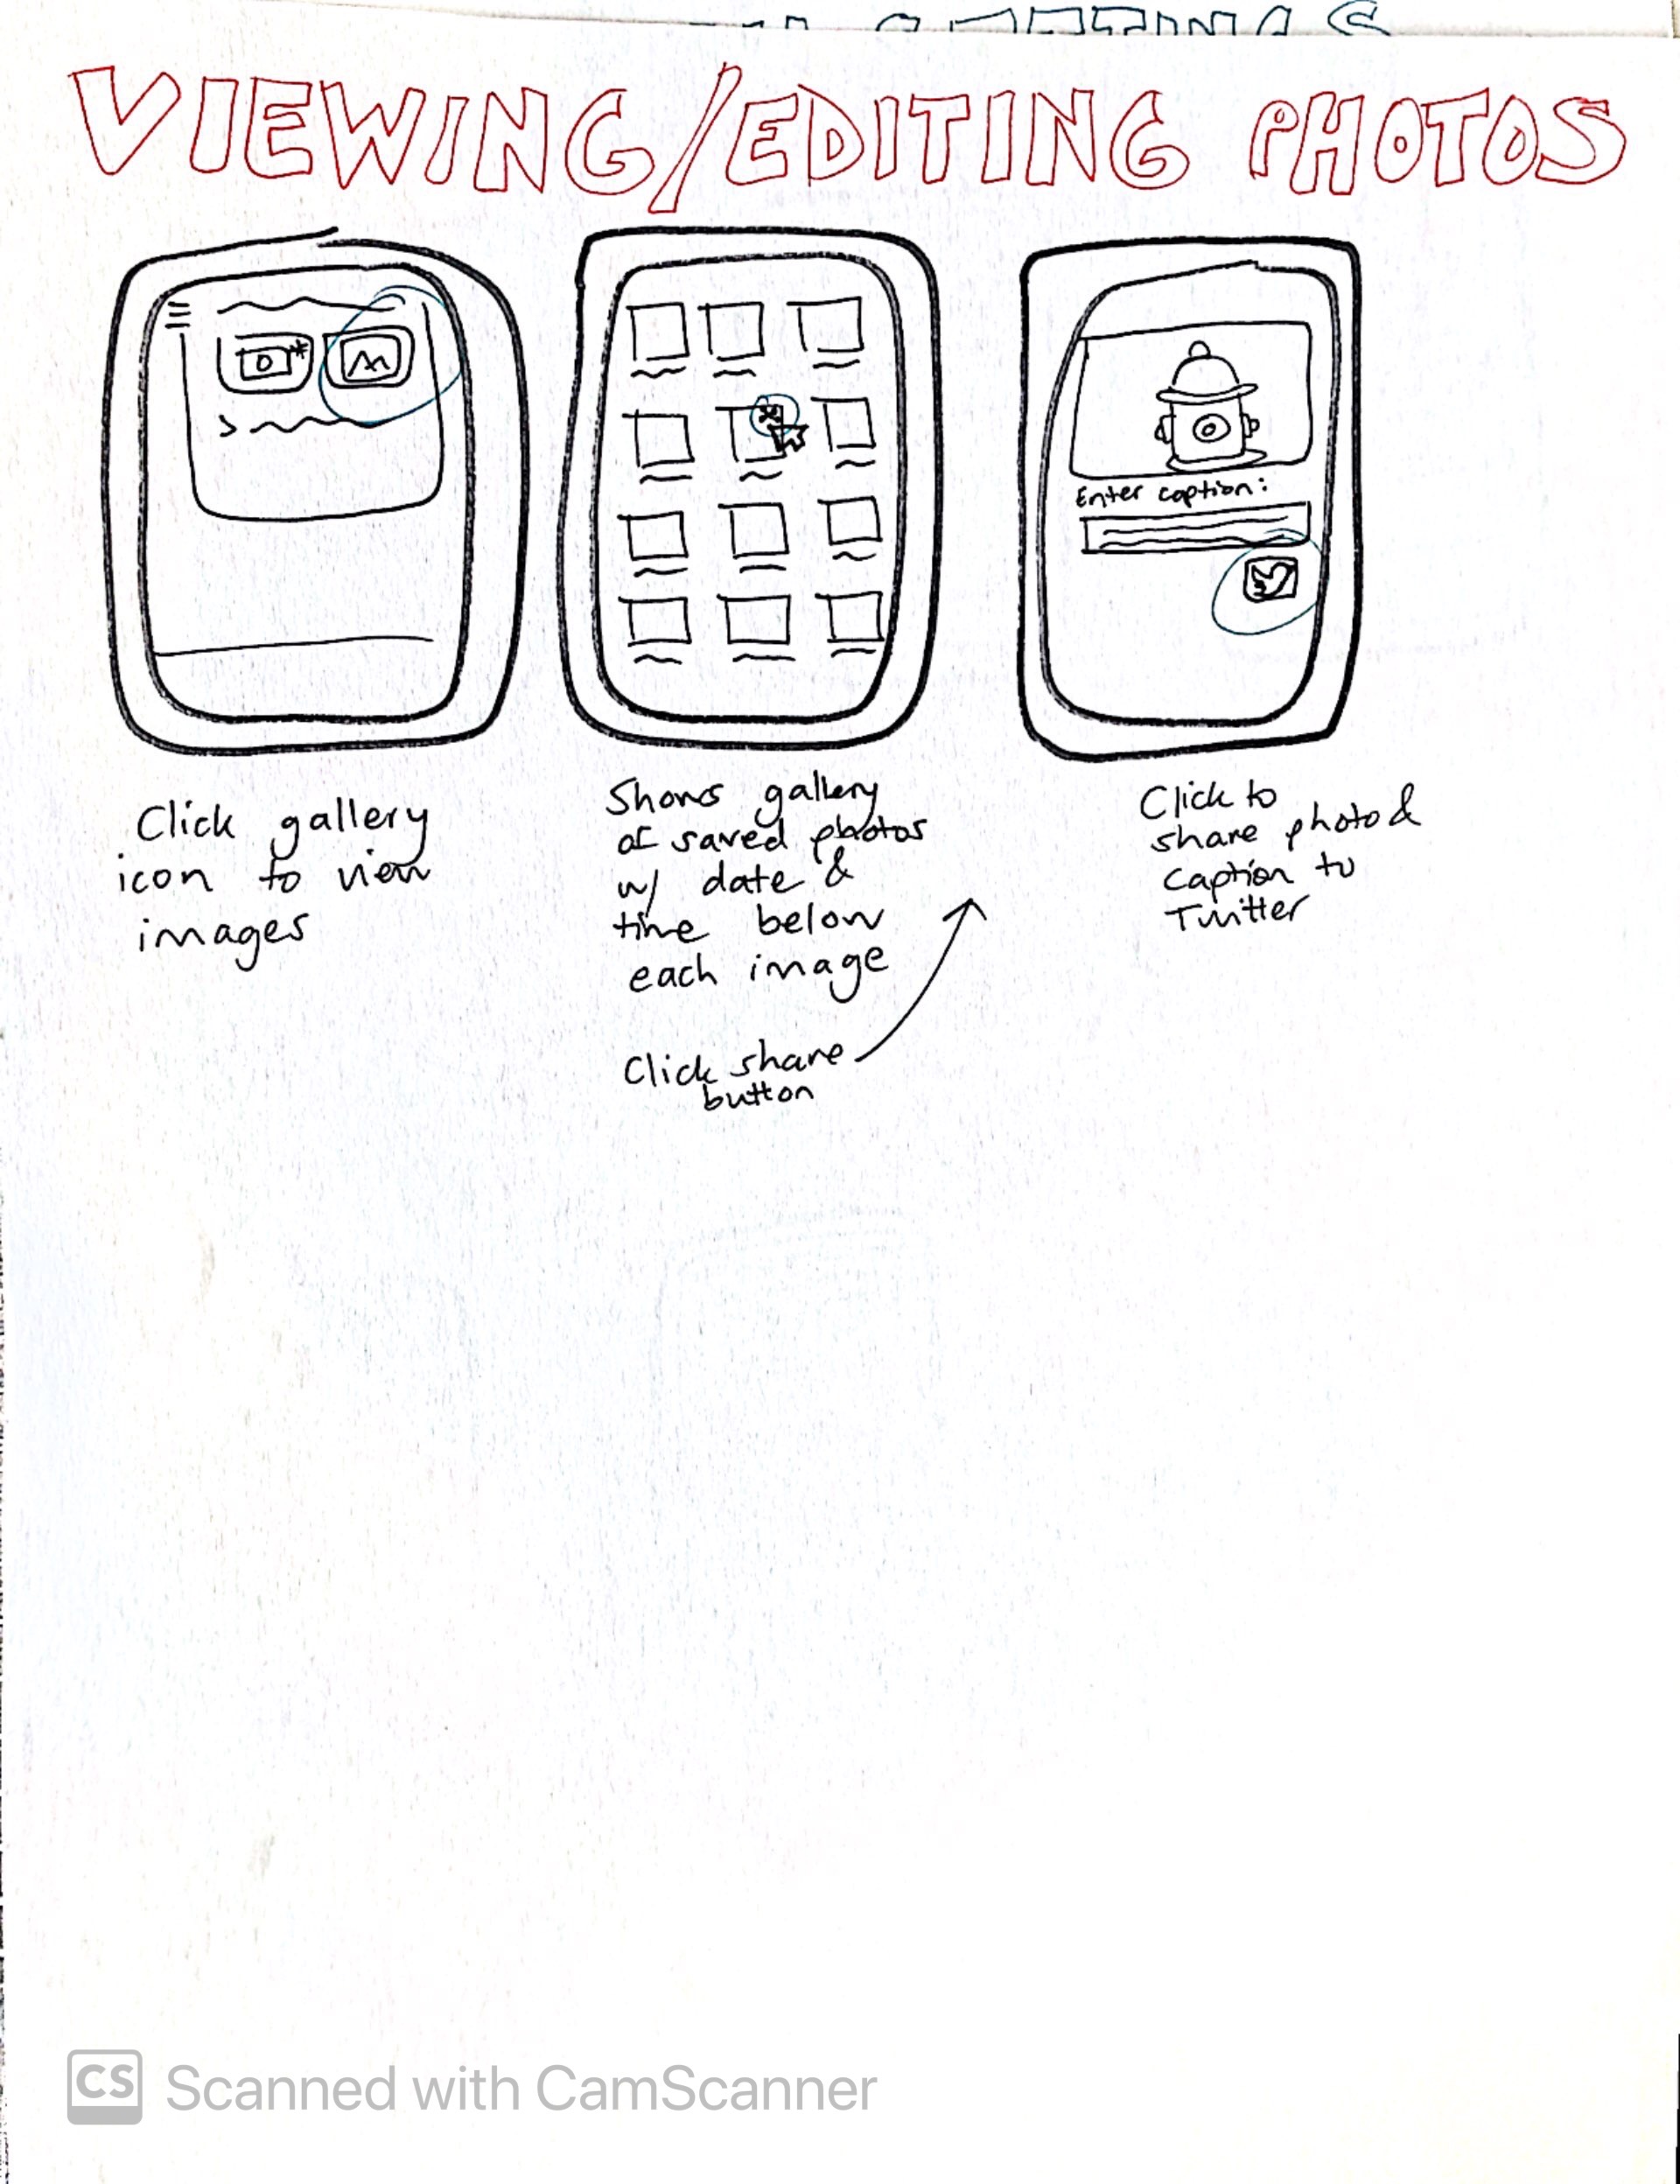 VIEWING/EDITING PHOTOS
Enter caption:
Click gallery
icon to view
images
Shows gallery
of saved photos
w/ date &
time below
each image
Click share
button
Click to
share photo &
caption to
Twitter
CS Scanned with CamScanner